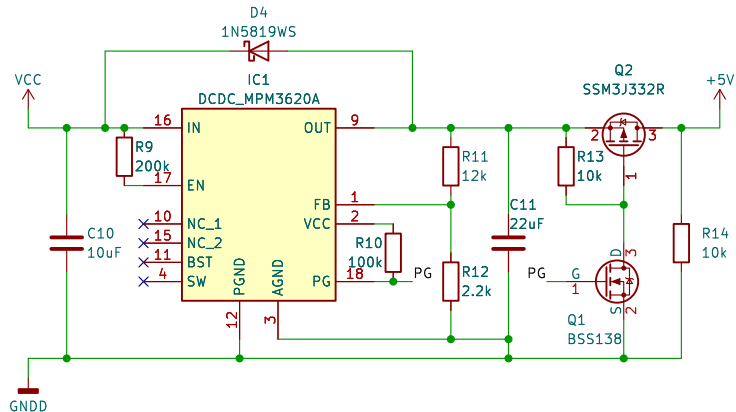 D4
1N5819WS
VCC
IC1
DCDC_MPM3620A
Q2
SSM3J332R
+5V
16
IN
OUT
9
2
3
R9
200k
R11
12k
R13
10k
1
17
EN
FB
1
10
NC_1
VCC
2
C11
22uF
15
NC_2
R10
100k
R14
10k
C10
10uF
11
BST
D
3
4
SW
PG
18
PG
R12
2.2k
PG
G
1
PGND
AGND
12
3
S
2
Q1
BSS138
GNDD